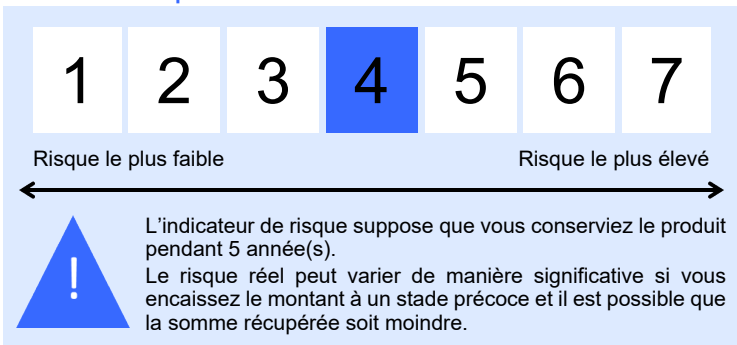 1 2 3 4 5 6 7
Risque le plus faible Risque le plus élevé
L'indicateur de risque suppose que vous conserviez le produit
pendant 5 année(s).
Le risque réel peut varier de manière significative si vous
encaissez le montant à un stade précoce et il est possible que
la somme récupérée soit moindre.
!